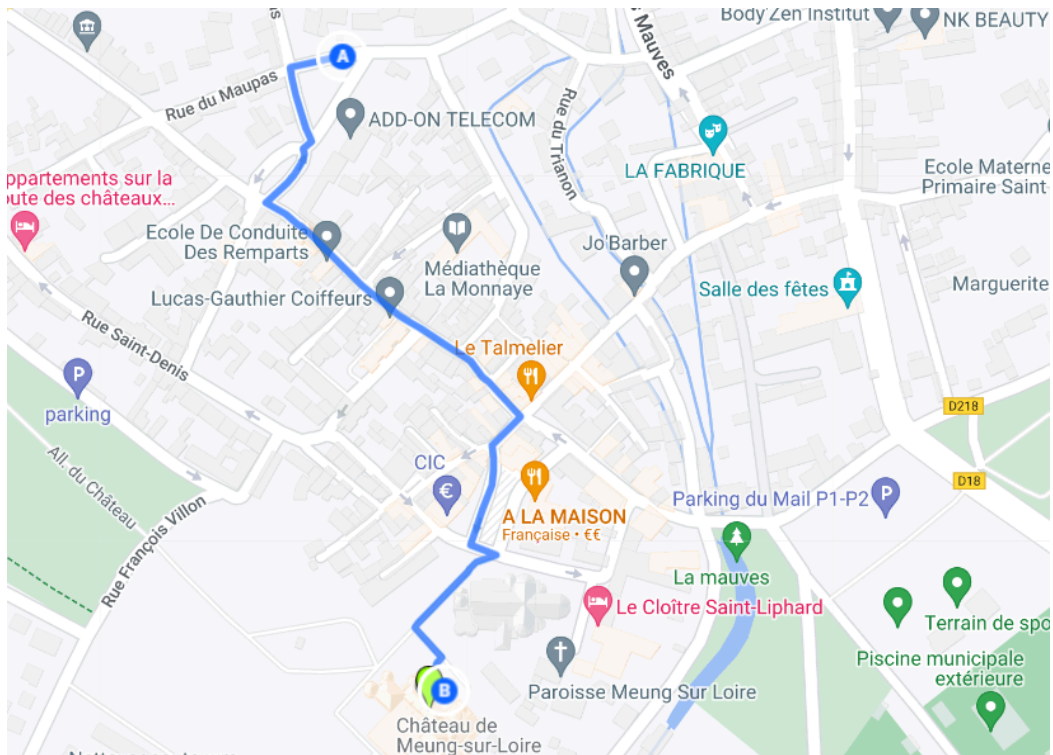 Body'Zen Institut
NK BEAUTY
Mauves
A
Rue du Maupas
ADD-ON TELECOM
Rue du Trianon
LA FABRIQUE
Ecole Materne
Primaire Saint
ppartements sur la
oute des châteaux...
Ecole De Conduite
Des Remparts
Médiathèque
La Monnaye
Jo'Barber
Lucas-Gauthier Coiffeurs
Salle des fêtes
Marguerite
Rue Saint-Denis
Le Talmelier
P
parking
D218
All. du Château
CIC
€
D18
Parking du Mail P1-P2
P
A LA MAISON
Française • €€
Rue François Villon
La mauves
Le Cloître Saint-Liphard
Terrain de spo
Piscine municipale
extérieure
Paroisse Meung Sur Loire
B
Château de
Meung-sur-Loire